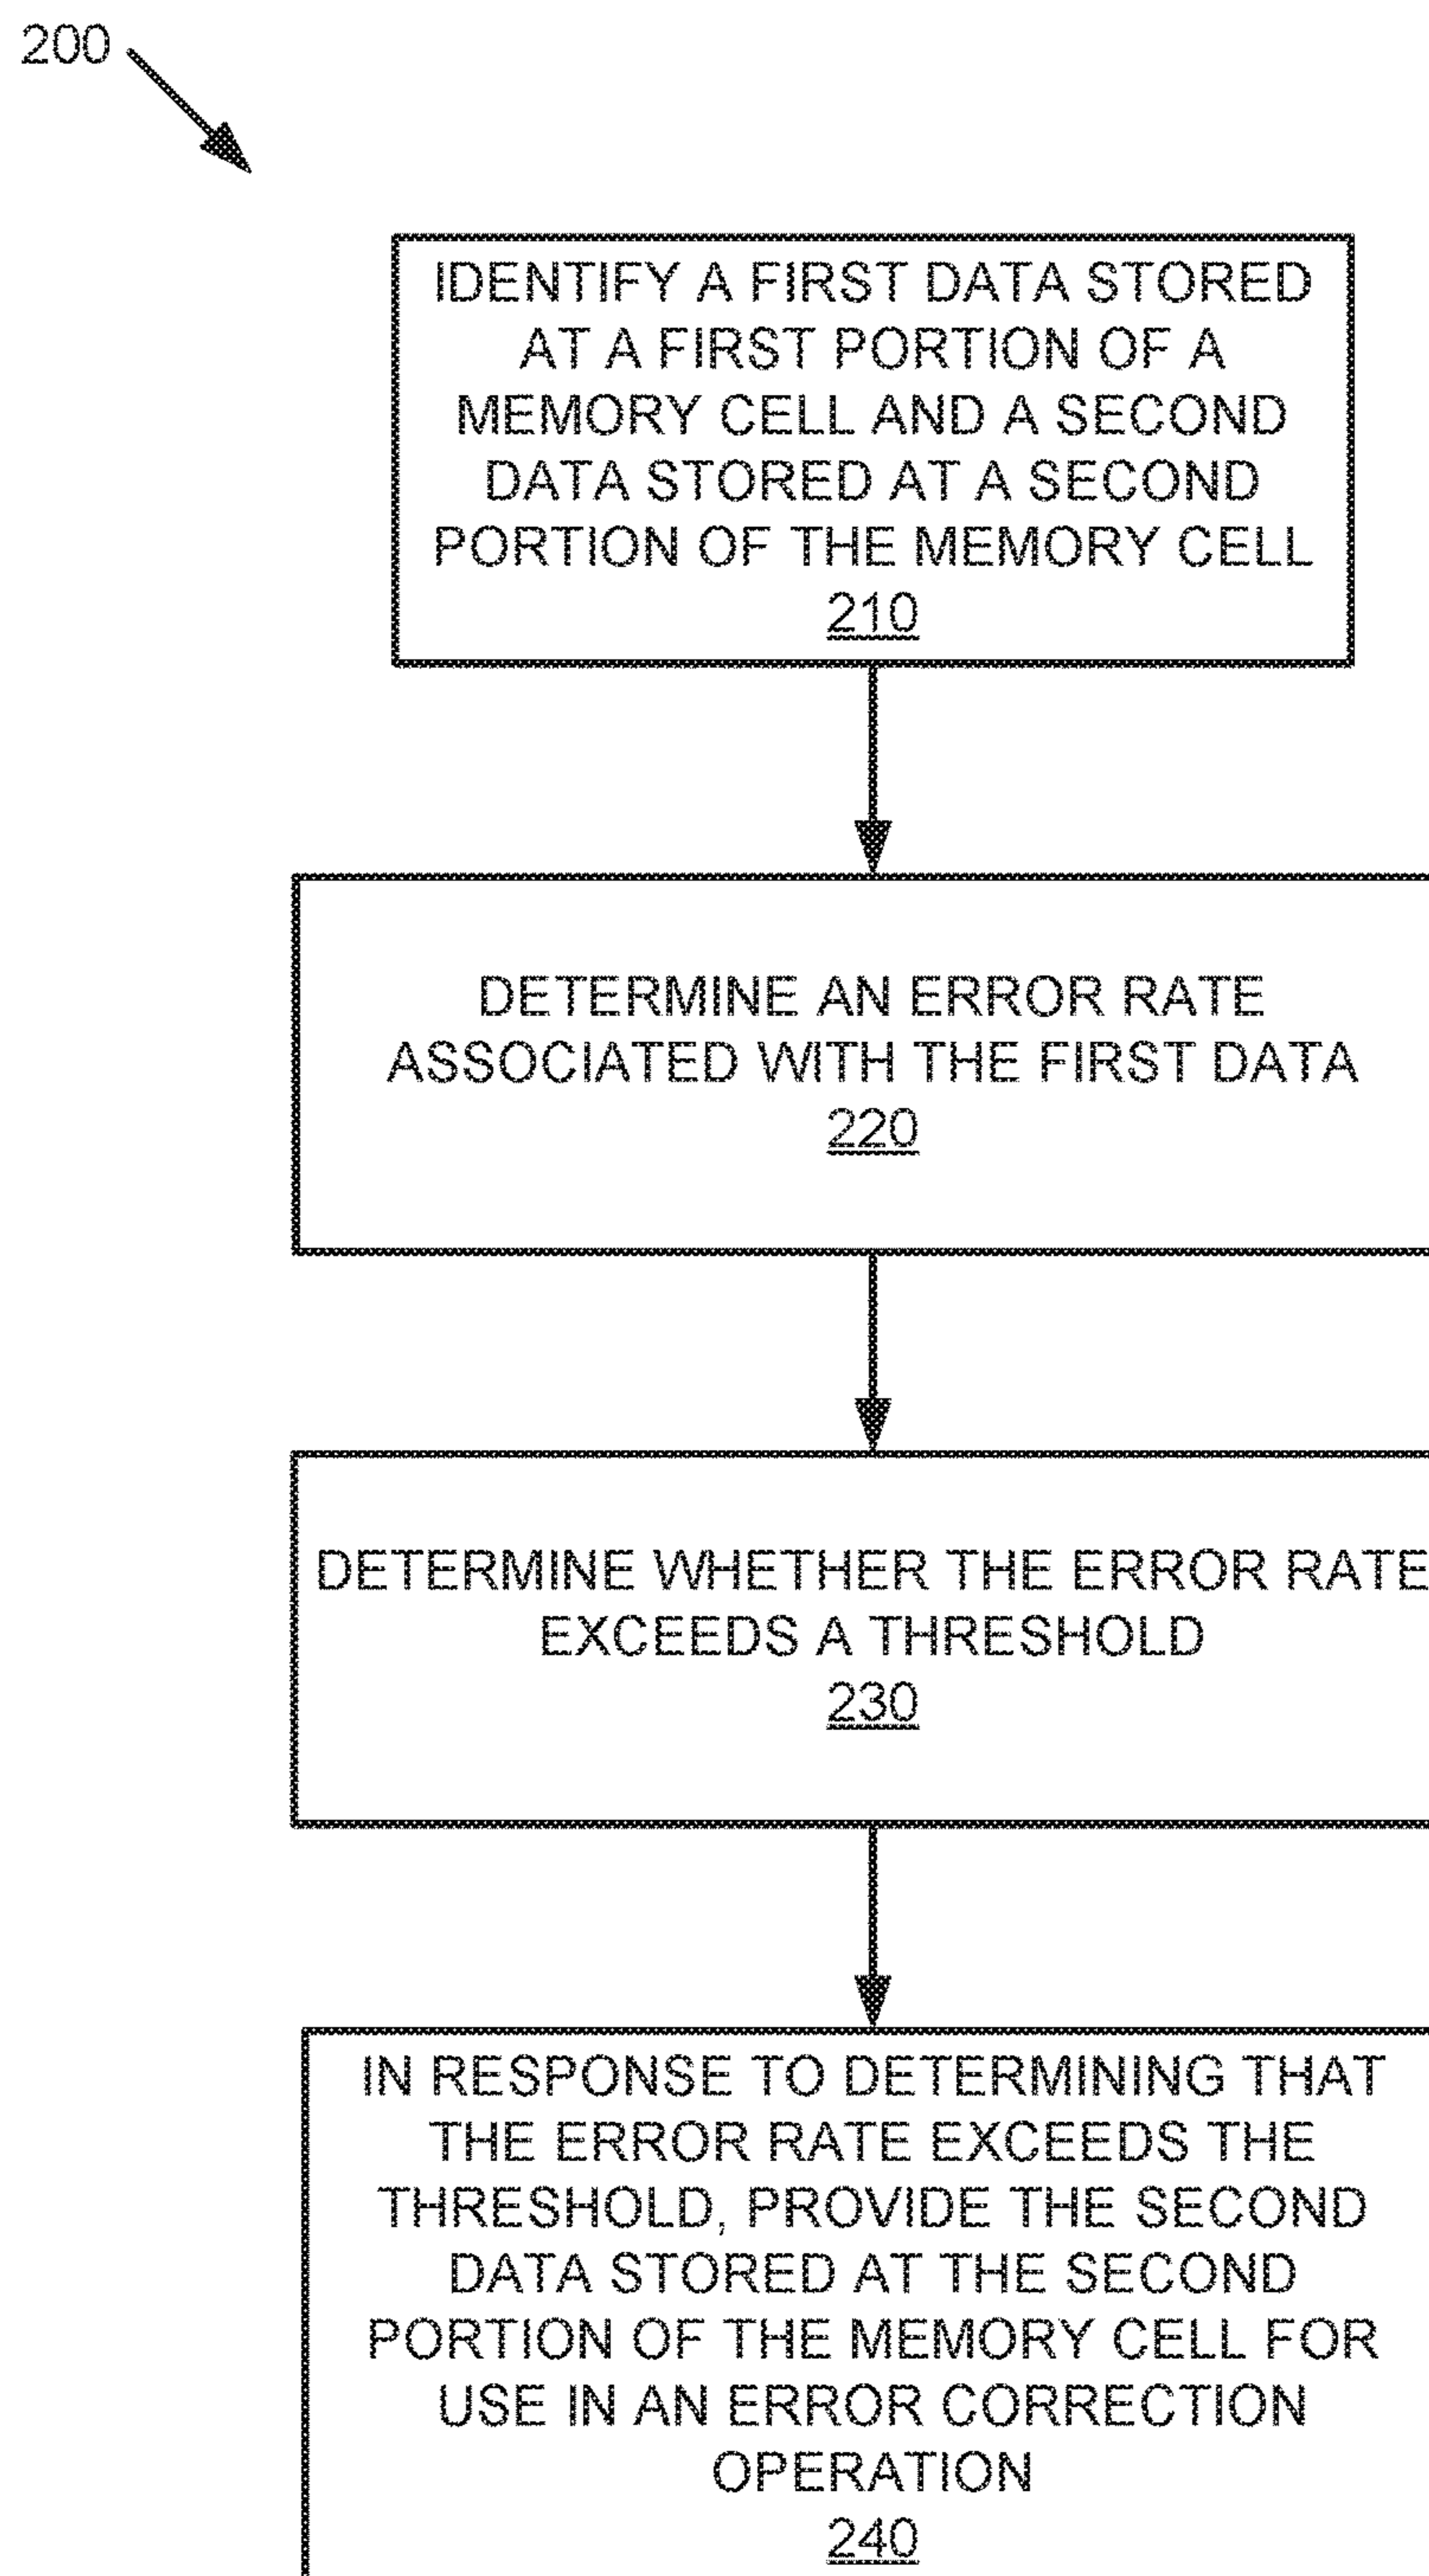 200
IDENTIFY A FIRST DATA STORED
AT A FIRST PORTION OF A
MEMORY CELL AND A SECOND
DATA STORED AT A SECOND
PORTION OF THE MEMORY CELL
210
DETERMINE AN ERROR RATE
ASSOCIATED WITH THE FIRST DATA
220
DETERMINE WHETHER THE ERROR RATE
EXCEEDS A THRESHOLD
230
IN RESPONSE TO DETERMINING THAT
THE ERROR RATE EXCEEDS THE
THRESHOLD, PROVIDE THE SECOND
DATA STORED AT THE SECOND
PORTION OF THE MEMORY CELL FOR
USE IN AN ERROR CORRECTION
OPERATION
240